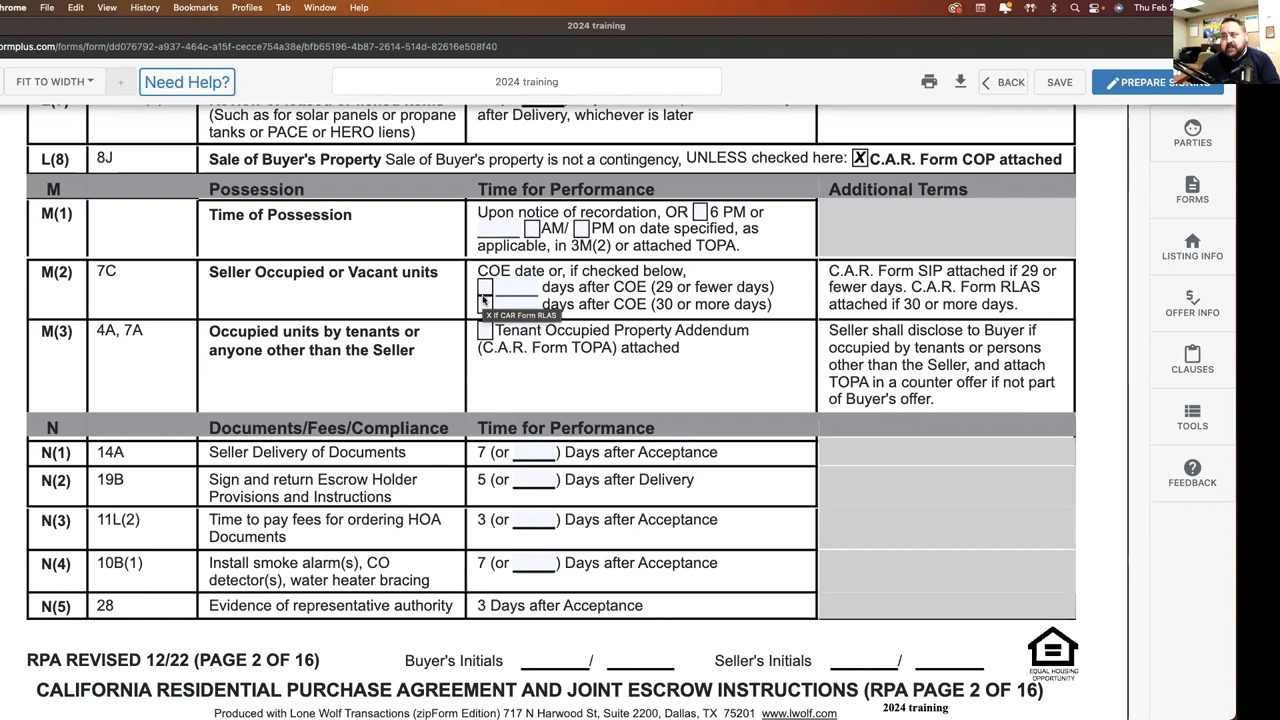 hrome File Edit View History Bookmarks Profiles Tab Window Help Thu Feb 2
2024 training
ormplus.com/forms/form/dd076792-a937-464c-a15f-cecce754a38e/bfb65196-4b87-2614-514d-82616e508f40
FIT TO WIDTH + Need Help? 2024 training BACK SAVE PREPARE SIGNING
(Such as for solar panels or propane tanks or PACE or HERO liens) after Delivery, whichever is later
L(8) 8J Sale of Buyer's Property Sale of Buyer's property is not a contingency, UNLESS checked here: X C.A.R. Form COP attached
M Possession Time for Performance Additional Terms
M(1) Time of Possession Upon notice of recordation, OR 6 PM or
AM/ PM on date specified, as
applicable, in 3M(2) or attached TOPA.
M(2) 7C Seller Occupied or Vacant units COE date or, if checked below, C.A.R. Form SIP attached if 29 or
days after COE (29 or fewer days) fewer days. C.A.R. Form RLAS
days after COE (30 or more days) attached if 30 or more days.
X If CAR Form RLAS
M(3) 4A, 7A Occupied units by tenants or Tenant Occupied Property Addendum Seller shall disclose to Buyer if
anyone other than the Seller (C.A.R. Form TOPA) attached occupied by tenants or persons
other than the Seller, and attach
TOPA in a counter offer if not part
of Buyer's offer.
N Documents/Fees/Compliance Time for Performance
N(1) 14A Seller Delivery of Documents 7 (or ____) Days after Acceptance
N(2) 19B Sign and return Escrow Holder 5 (or ____) Days after Delivery
Provisions and Instructions
N(3) 11L(2) Time to pay fees for ordering HOA 3 (or ____) Days after Acceptance
Documents
N(4) 10B(1) Install smoke alarm(s), CO 7 (or ____) Days after Acceptance
detector(s), water heater bracing
N(5) 28 Evidence of representative authority 3 Days after Acceptance
RPA REVISED 12/22 (PAGE 2 OF 16) Buyer's Initials ____/____ Seller's Initials ____/____
EQUAL HOUSING
OPPORTUNITY
CALIFORNIA RESIDENTIAL PURCHASE AGREEMENT AND JOINT ESCROW INSTRUCTIONS (RPA PAGE 2 OF 16)
Produced with Lone Wolf Transactions (zipForm Edition) 717 N Harwood St, Suite 2200, Dallas, TX 75201 www.lwolf.com 2024 training
PARTIES
FORMS
LISTING INFO
OFFER INFO
CLAUSES
TOOLS
FEEDBACK